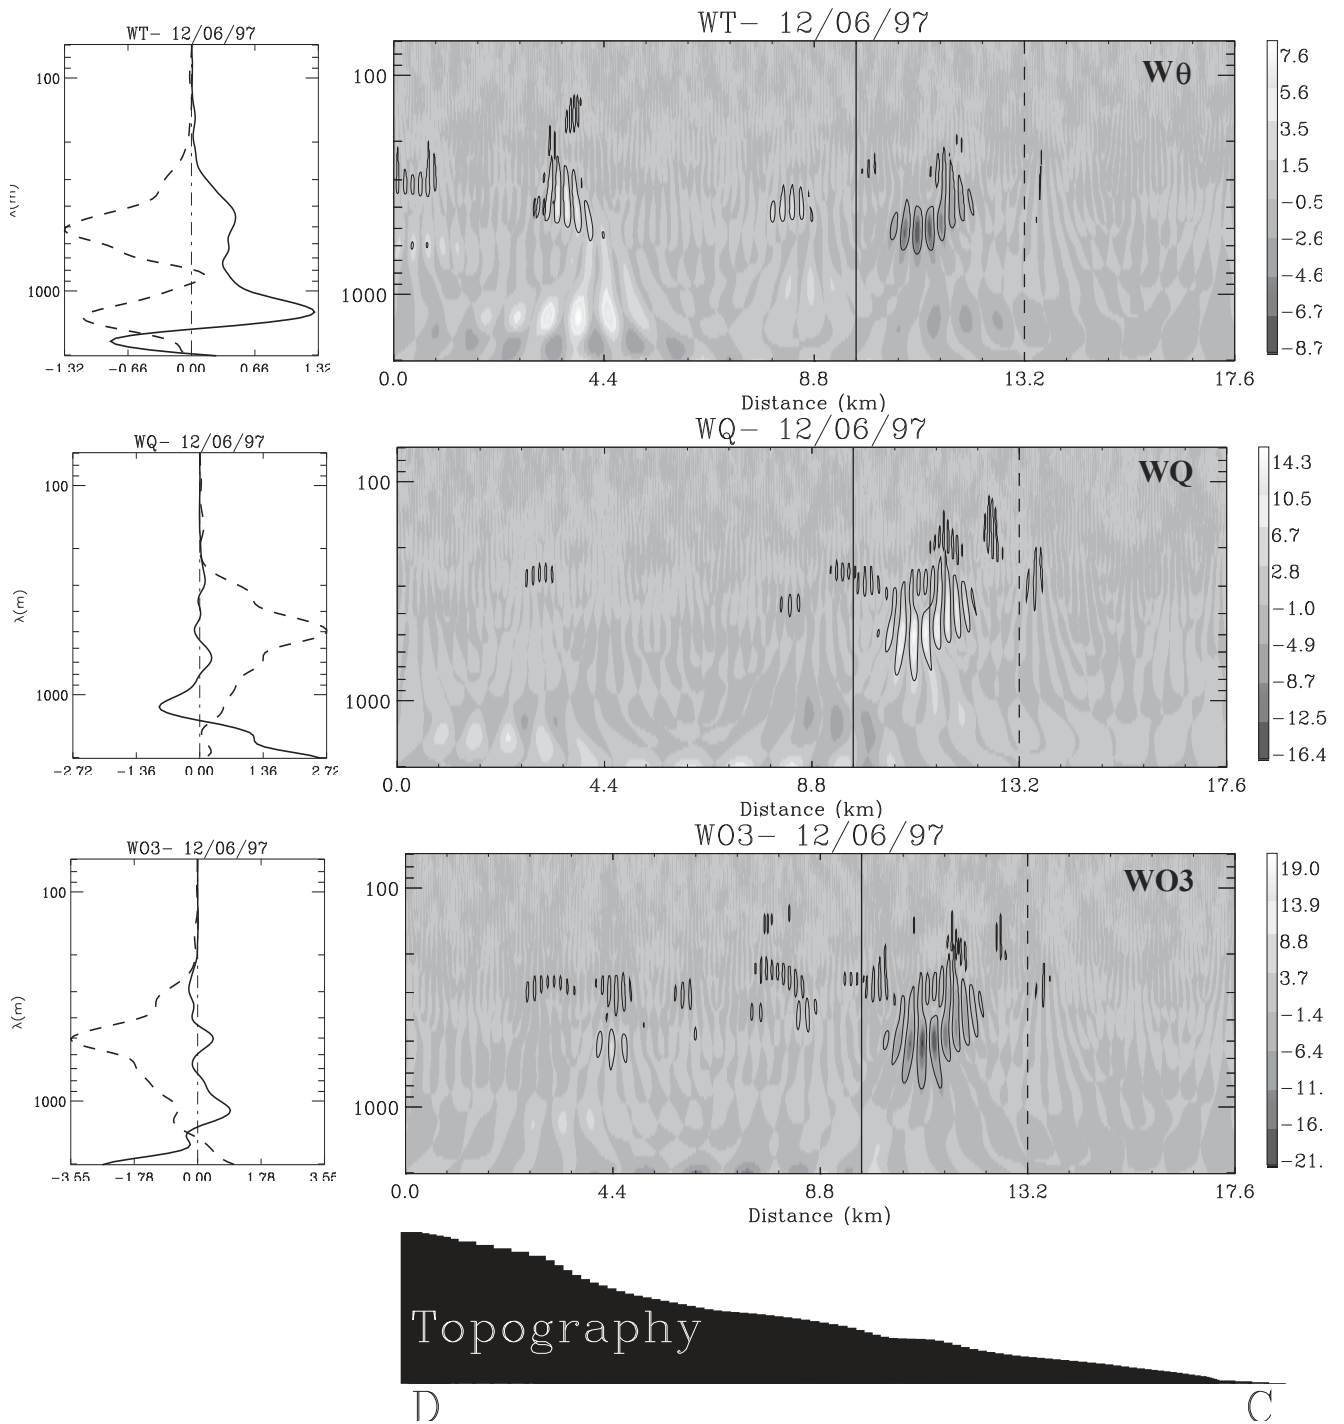 WT- 12/06/97
WT- 12/06/97
100
1000
λ(m)
-1.32 -0.66 0.00 0.66 1.32
Wθ
100
1000
0.0 4.4 8.8 13.2 17.6
Distance (km)
7.6
5.6
3.5
1.5
-0.5
-2.6
-4.6
-6.7
-8.7
WQ- 12/06/97
WQ- 12/06/97
100
1000
λ(m)
-2.72 -1.36 0.00 1.36 2.72
WQ
100
1000
0.0 4.4 8.8 13.2 17.6
Distance (km)
14.3
10.5
6.7
2.8
-1.0
-4.9
-8.7
-12.5
-16.4
WO3- 12/06/97
WO3- 12/06/97
100
1000
λ(m)
-3.55 -1.78 0.00 1.78 3.55
WO3
100
1000
0.0 4.4 8.8 13.2 17.6
Distance (km)
19.0
13.9
8.8
3.7
-1.4
-6.4
-11.
-16.
-21.
Topography
D C